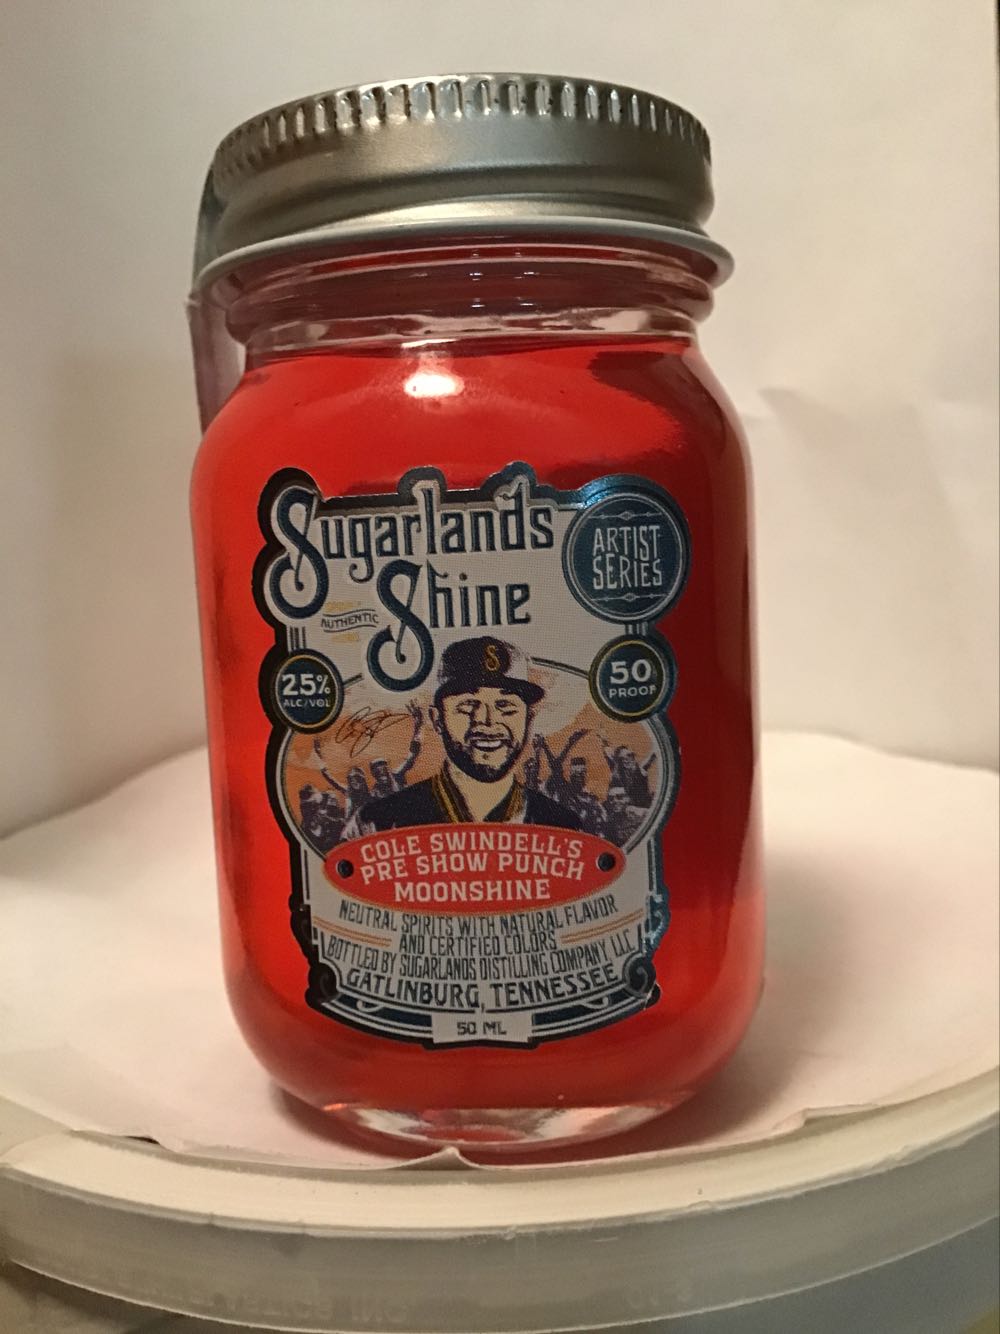 Sugarlands
Shine
ARTIST
SERIES
AUTHENTIC
25%
ALC/VOL
50
PROOF
S
COLE SWINDELL'S
PRE SHOW PUNCH
MOONSHINE
NEUTRAL SPIRITS WITH NATURAL FLAVOR
AND CERTIFIED COLORS
BOTTLED BY SUGARLANDS DISTILLING COMPANY, LLC
GATLINBURG, TENNESSEE
50 ML